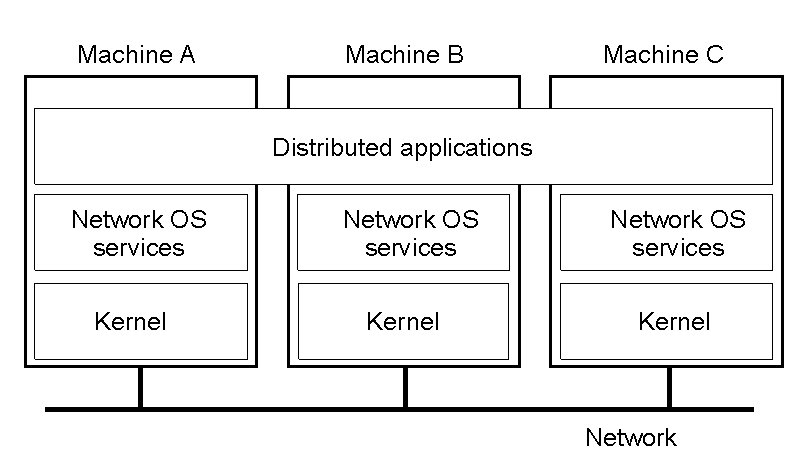 Machine A
Machine B
Machine C
Distributed applications
Network OS
services
Network OS
services
Network OS
services
Kernel
Kernel
Kernel
Network